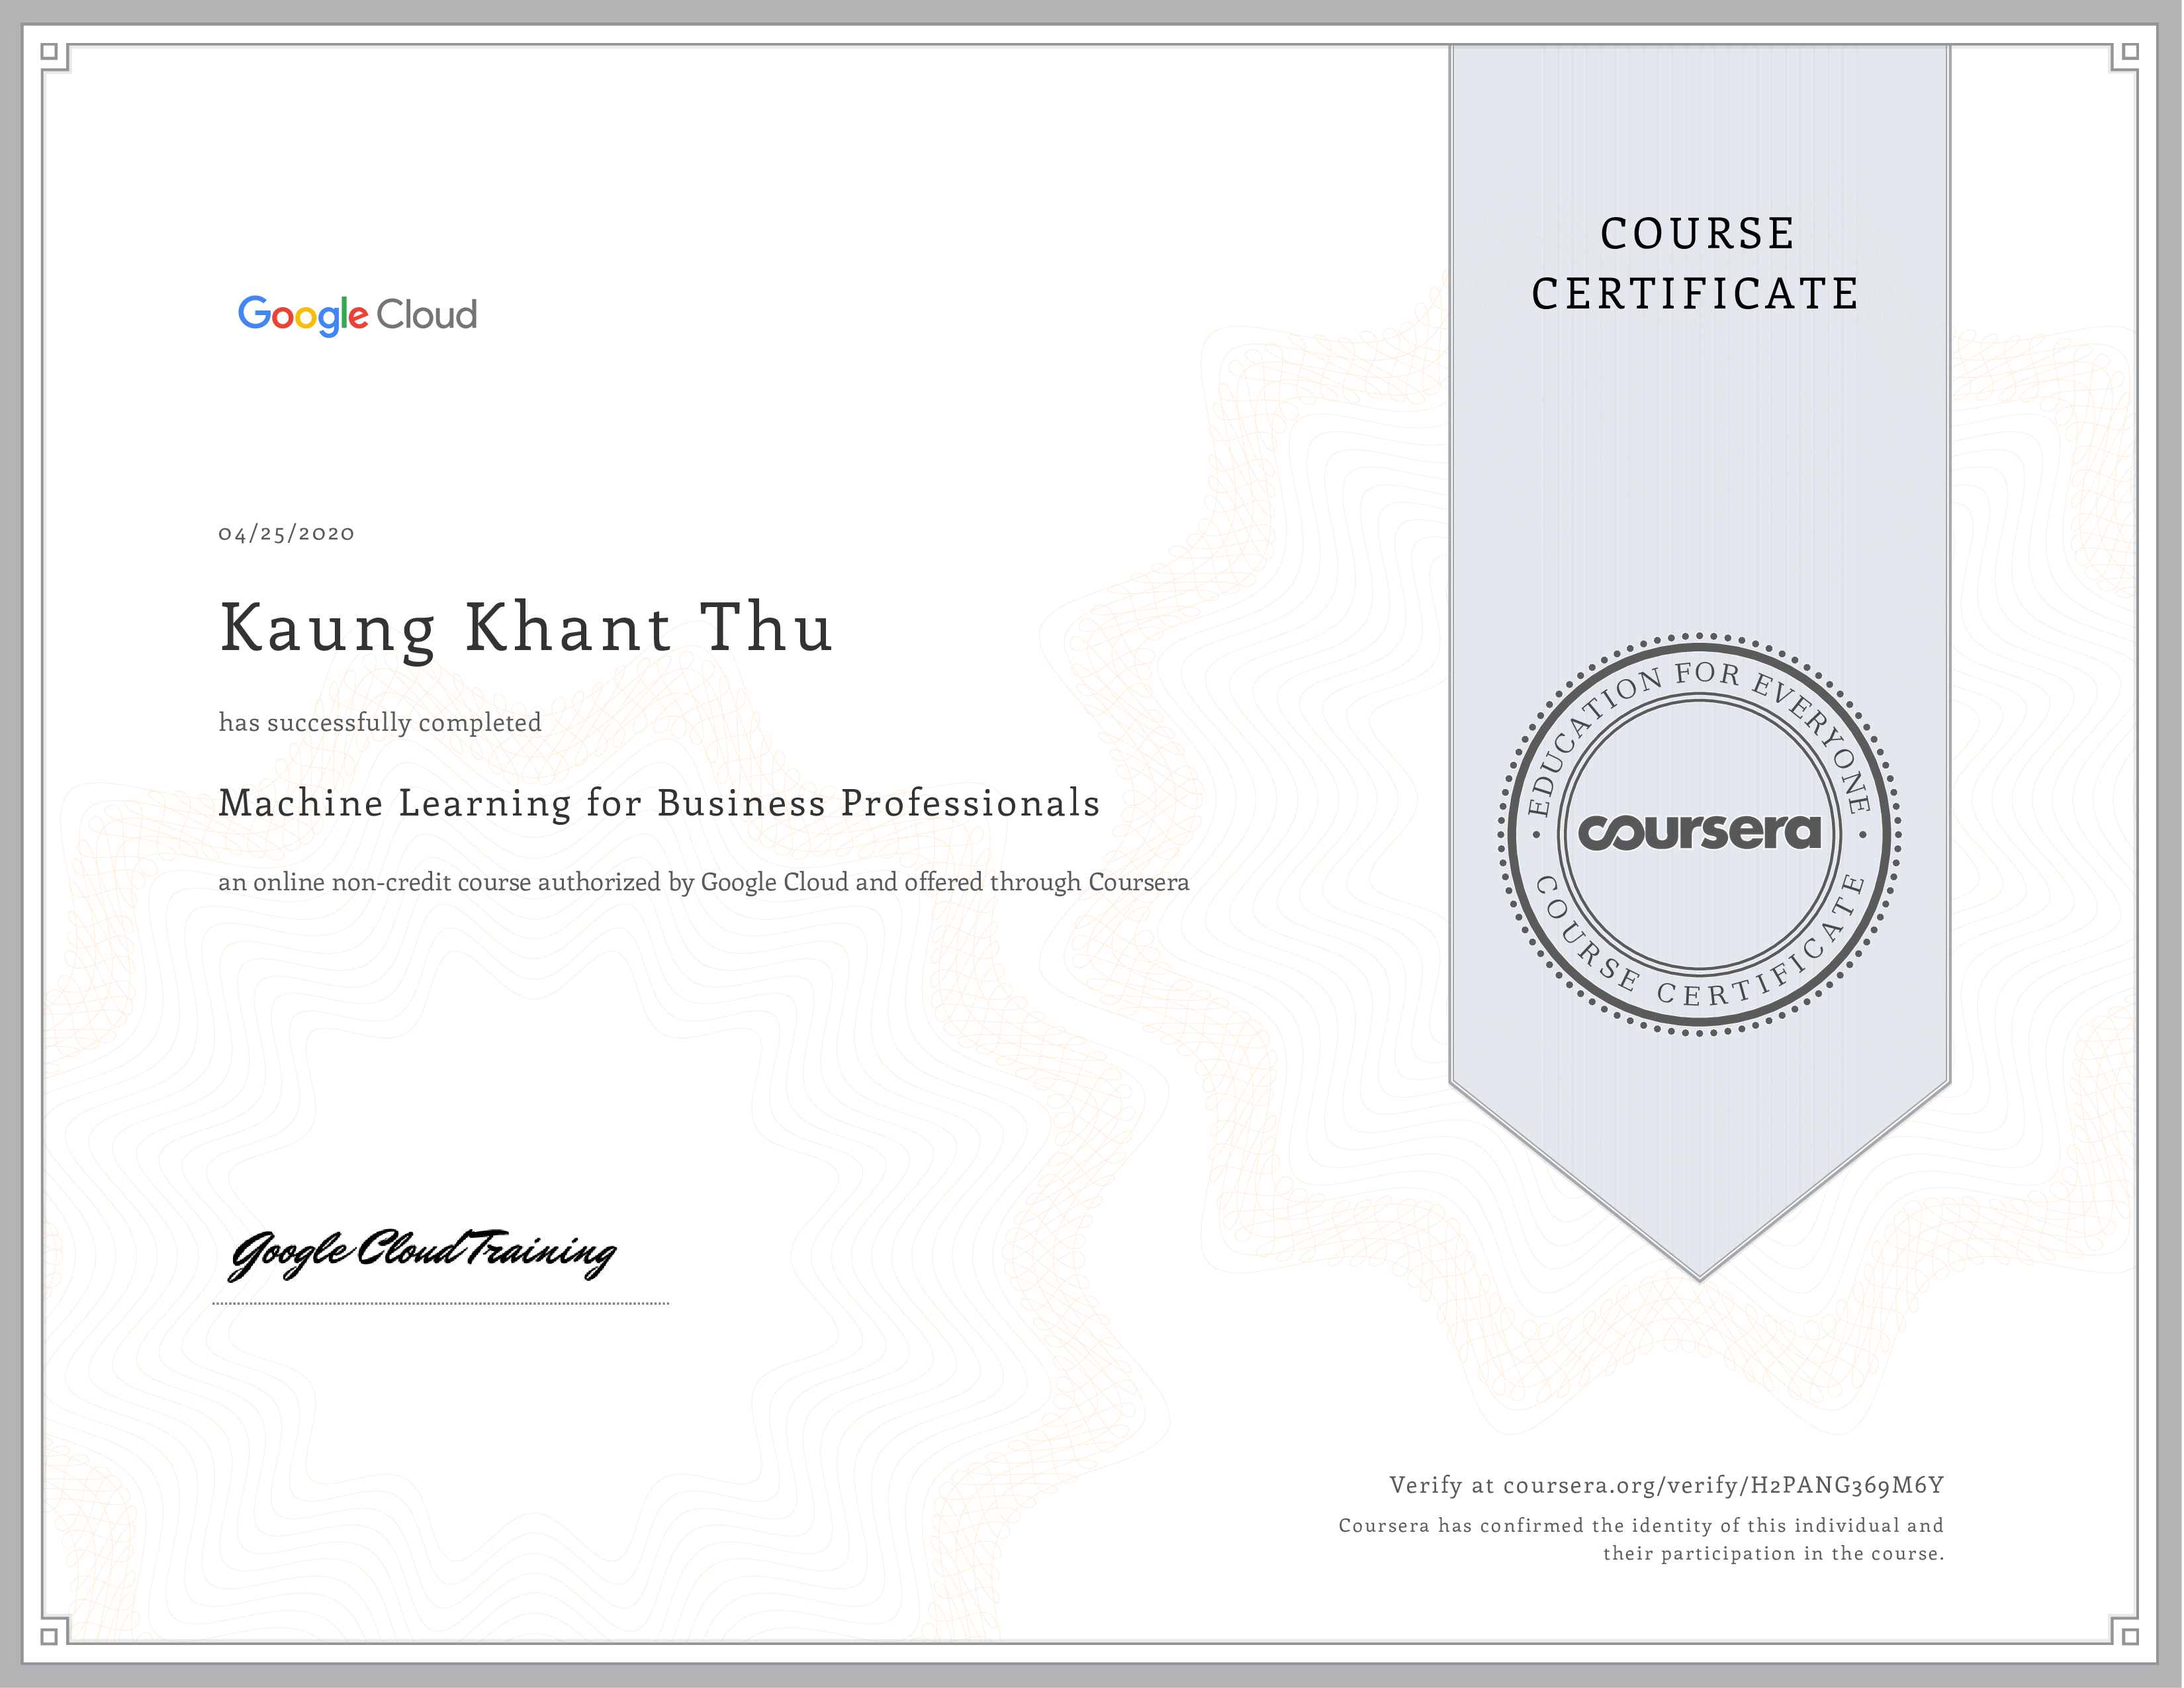 COURSE
CERTIFICATE
Google Cloud
04/25/2020
Kaung Khant Thu
has successfully completed
Machine Learning for Business Professionals
an online non-credit course authorized by Google Cloud and offered through Coursera
EDUCATION FOR EVERYONE
coursera
COURSE CERTIFICATE
Google Cloud Training
Verify at coursera.org/verify/H2PANG369M6Y
Coursera has confirmed the identity of this individual and
their participation in the course.